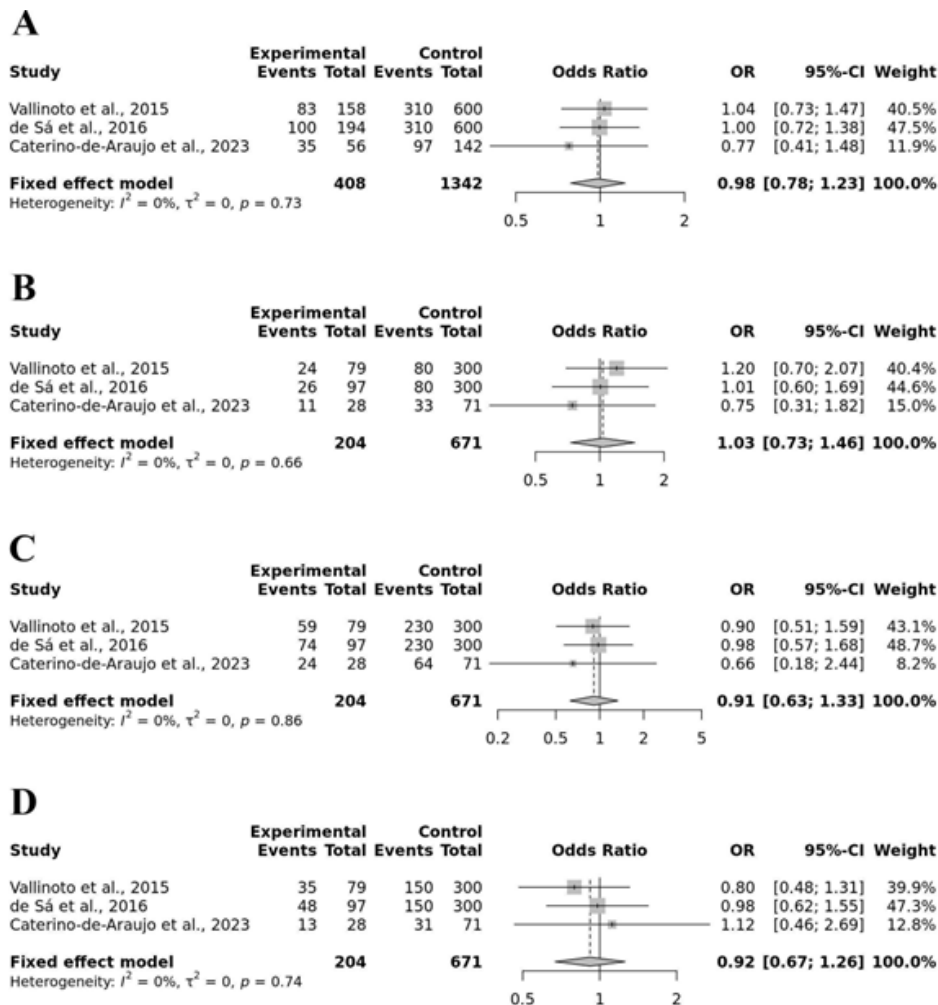 A
Experimental Control
Study Events Total Events Total Odds Ratio OR 95%-CI Weight
Vallinoto et al., 2015 83 158 310 600 1.04 [0.73; 1.47] 40.5%
de Sá et al., 2016 100 194 310 600 1.00 [0.72; 1.38] 47.5%
Caterino-de-Araujo et al., 2023 35 56 97 142 0.77 [0.41; 1.48] 11.9%
Fixed effect model 408 1342 0.98 [0.78; 1.23] 100.0%
Heterogeneity: I² = 0%, τ² = 0, p = 0.73
0.5 1 2
B
Experimental Control
Study Events Total Events Total Odds Ratio OR 95%-CI Weight
Vallinoto et al., 2015 24 79 80 300 1.20 [0.70; 2.07] 40.4%
de Sá et al., 2016 26 97 80 300 1.01 [0.60; 1.69] 44.6%
Caterino-de-Araujo et al., 2023 11 28 33 71 0.75 [0.31; 1.82] 15.0%
Fixed effect model 204 671 1.03 [0.73; 1.46] 100.0%
Heterogeneity: I² = 0%, τ² = 0, p = 0.66
0.5 1 2
C
Experimental Control
Study Events Total Events Total Odds Ratio OR 95%-CI Weight
Vallinoto et al., 2015 59 79 230 300 0.90 [0.51; 1.59] 43.1%
de Sá et al., 2016 74 97 230 300 0.98 [0.57; 1.68] 48.7%
Caterino-de-Araujo et al., 2023 24 28 64 71 0.66 [0.18; 2.44] 8.2%
Fixed effect model 204 671 0.91 [0.63; 1.33] 100.0%
Heterogeneity: I² = 0%, τ² = 0, p = 0.86
0.2 0.5 1 2 5
D
Experimental Control
Study Events Total Events Total Odds Ratio OR 95%-CI Weight
Vallinoto et al., 2015 35 79 150 300 0.80 [0.48; 1.31] 39.9%
de Sá et al., 2016 48 97 150 300 0.98 [0.62; 1.55] 47.3%
Caterino-de-Araujo et al., 2023 13 28 31 71 1.12 [0.46; 2.69] 12.8%
Fixed effect model 204 671 0.92 [0.67; 1.26] 100.0%
Heterogeneity: I² = 0%, τ² = 0, p = 0.74
0.5 1 2